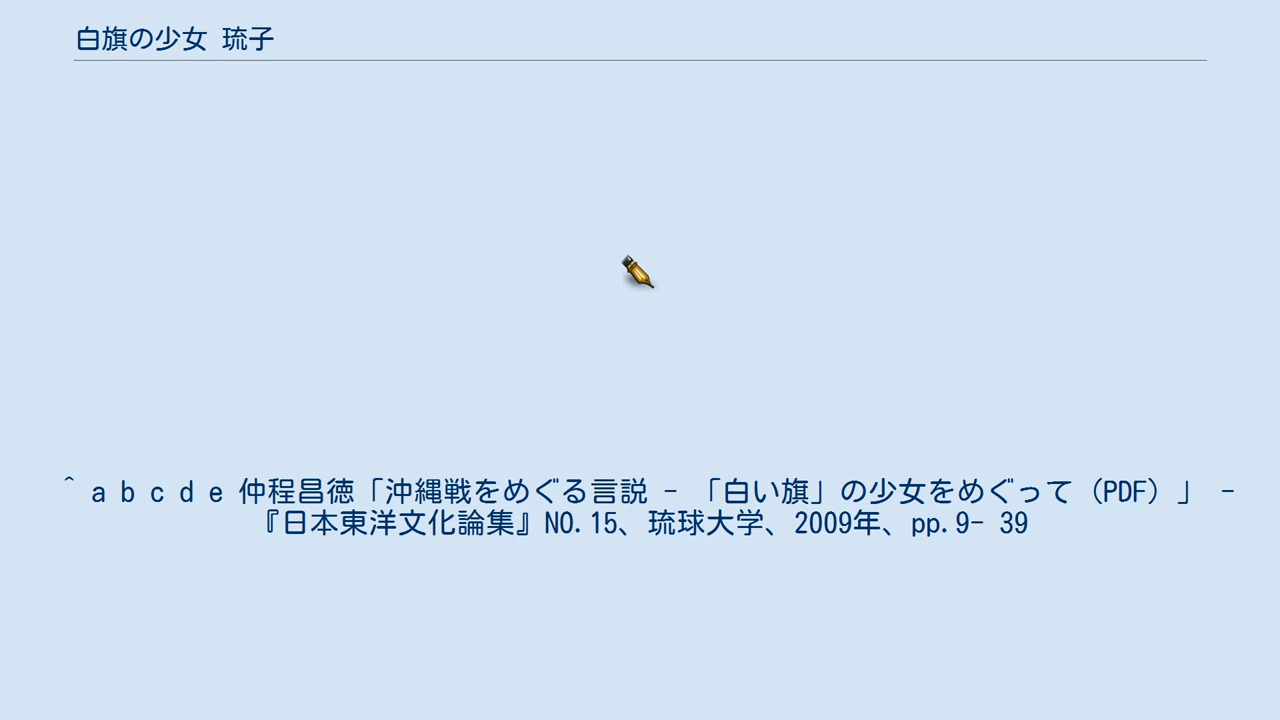 白旗の少女 琉子
^ a b c d e 仲程昌徳「沖縄戦をめぐる言説 - 「白い旗」の少女をめぐって（PDF）」 -
『日本東洋文化論集』NO.15、琉球大学、2009年、pp.9- 39